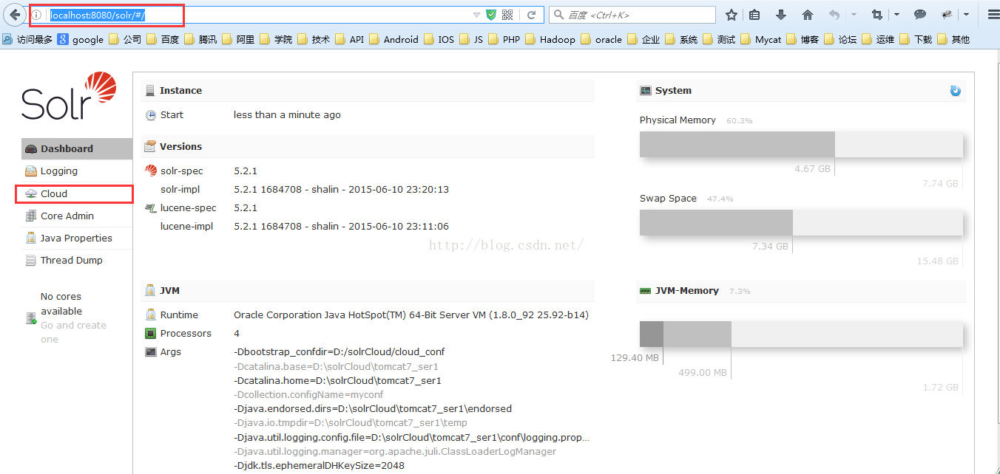 localhost:8080/solr/#/
百度 <Ctrl+K>
访问最多 google 公司 百度 腾讯 阿里 学院 技术 API Android IOS JS PHP Hadoop oracle 企业 系统 测试 Mycat 博客 论坛 运维 下载 其他
Solr
Dashboard
Logging
Cloud
Core Admin
Java Properties
Thread Dump
No cores
available
Go and create
one
Instance
Start less than a minute ago
Versions
solr-spec 5.2.1
solr-impl 5.2.1 1684708 - shalin - 2015-06-10 23:20:13
lucene-spec 5.2.1
lucene-impl 5.2.1 1684708 - shalin - 2015-06-10 23:11:06
http://blog.csdn.net/
JVM
Runtime Oracle Corporation Java HotSpot(TM) 64-Bit Server VM (1.8.0_92 25.92-b14)
Processors 4
Args -Dbootstrap_confdir=D:/solrCloud/cloud_conf
-Dcatalina.base=D:\solrCloud\tomcat7_ser1
-Dcatalina.home=D:\solrCloud\tomcat7_ser1
-Dcollection.configName=myconf
-Djava.endorsed.dirs=D:\solrCloud\tomcat7_ser1\endorsed
-Djava.io.tmpdir=D:\solrCloud\tomcat7_ser1\temp
-Djava.util.logging.config.file=D:\solrCloud\tomcat7_ser1\conf\logging.prop...
-Djava.util.logging.manager=org.apache.juli.ClassLoaderLogManager
-Djdk.tls.ephemeralDHKeySize=2048
System
Physical Memory 60.3%
4.67 GB
7.74 GB
Swap Space 47.4%
7.34 GB
15.48 GB
JVM-Memory 7.3%
129.40 MB
499.00 MB
1.72 GB